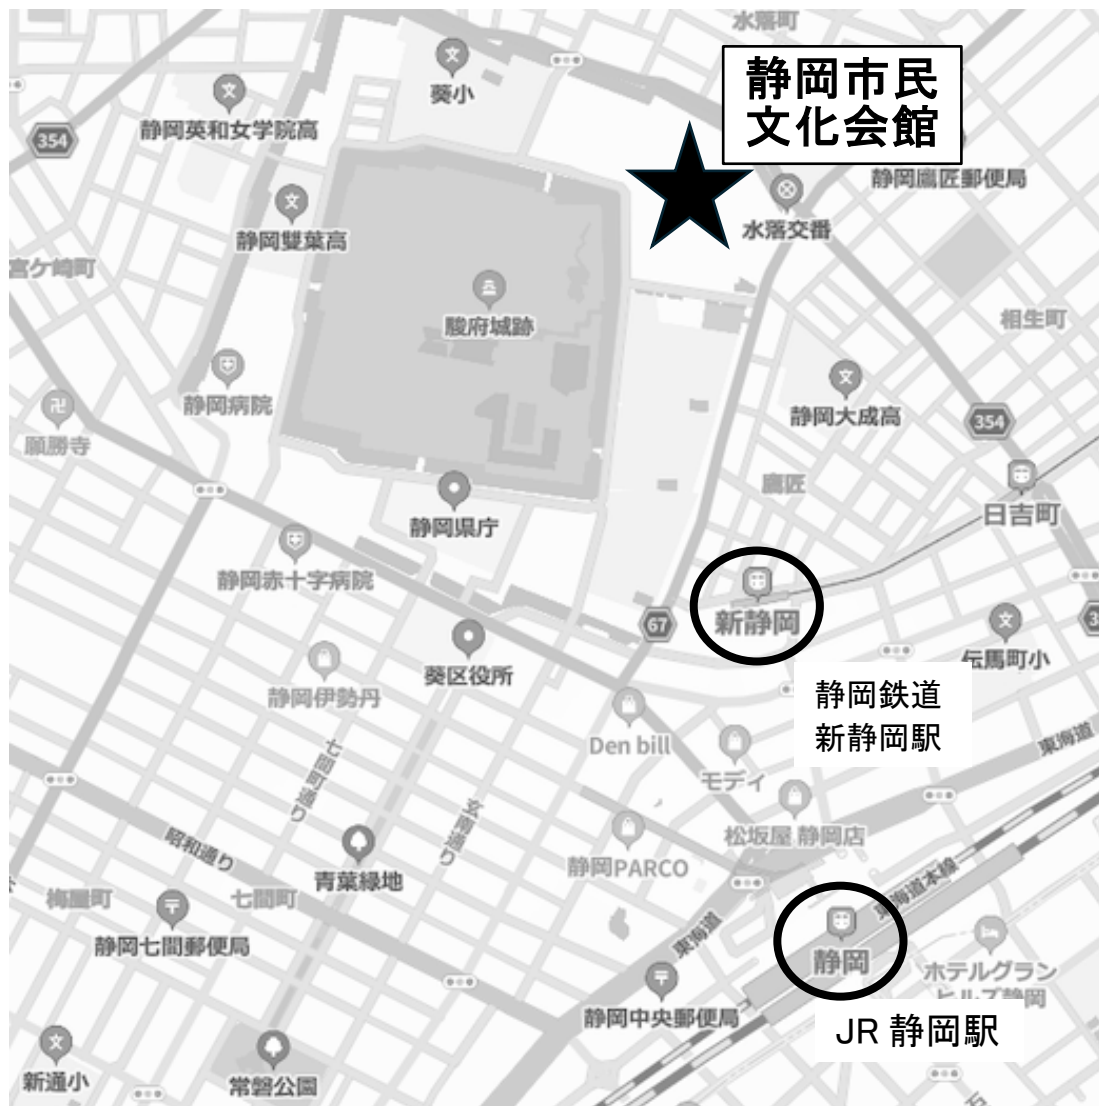 水落町
静岡市民
文化会館
葵小
静岡英和女学院高
354
静岡鷹匠郵便局
静岡雙葉高
水落交番
宮ケ崎町
駿府城跡
相生町
静岡病院
静岡大成高
354
願勝寺
鷹匠
日吉町
静岡県庁
静岡赤十字病院
新静岡
67
伝馬町小
葵区役所
静岡伊勢丹
静岡鉄道
新静岡駅
Den bill
東海道
モディ
七間町通り
玄南通り
松坂屋 静岡店
昭和通り
静岡PARCO
青葉緑地
東海道本線
梅屋町
七間町
静岡七間郵便局
東海道
静岡
ホテルグラン
ヒルズ静岡
静岡中央郵便局
JR 静岡駅
新通小
常磐公園